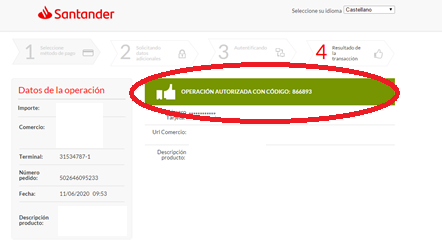 Santander
Seleccione su idioma Castellano
1 Seleccione método de pago
2 Solicitando datos adicionales
3 Autenticando
4 Resultado de la transacción
Datos de la operación
OPERACIÓN AUTORIZADA CON CÓDIGO: 866893
Importe:
Comercio:
Url Comercio:
Descripción producto:
Terminal: 31534787-1
Número pedido: 502646095233
Fecha: 11/06/2020 09:53
Descripción producto: